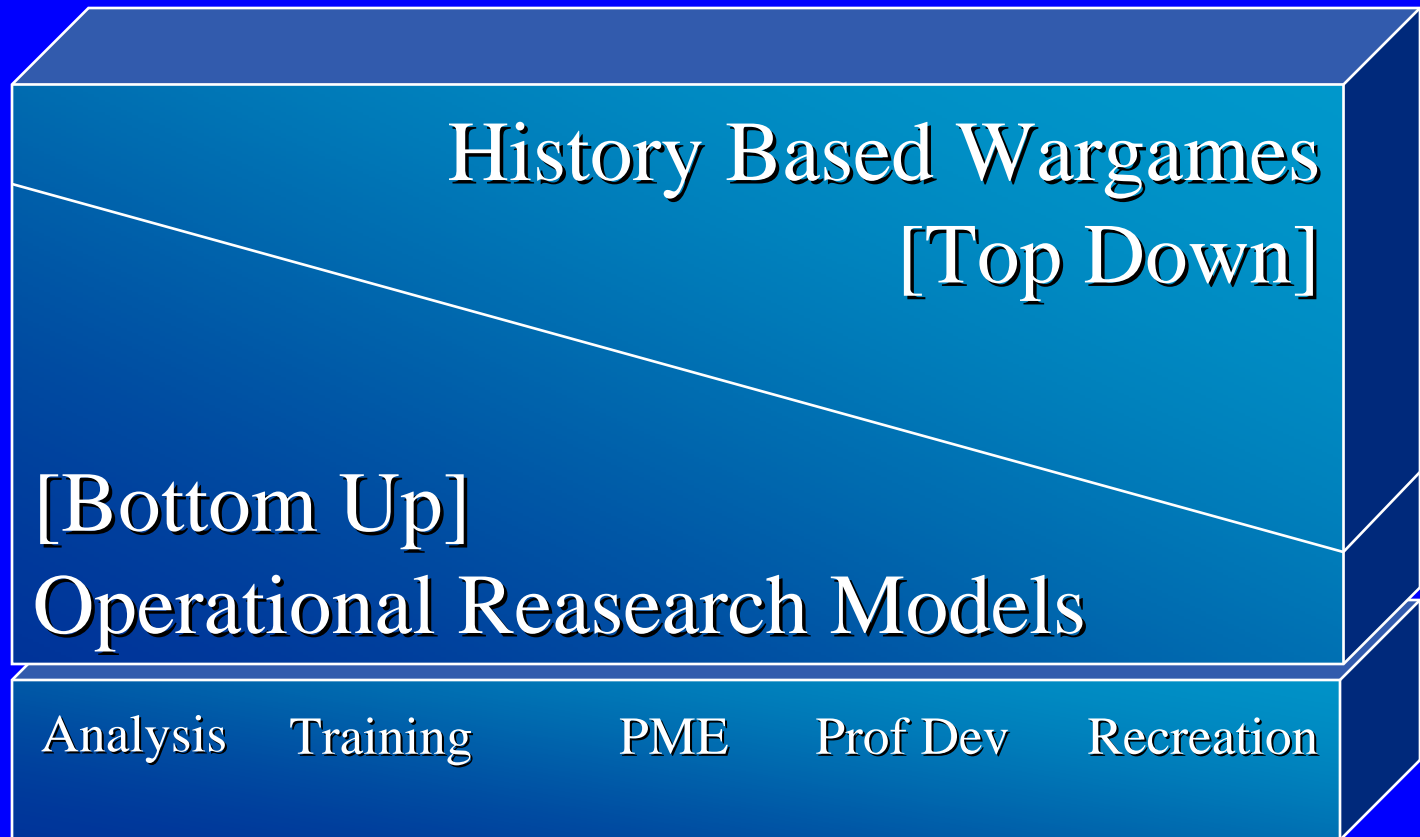 History Based Wargames
[Top Down]
[Bottom Up]
Operational Reasearch Models
Analysis Training PME Prof Dev Recreation